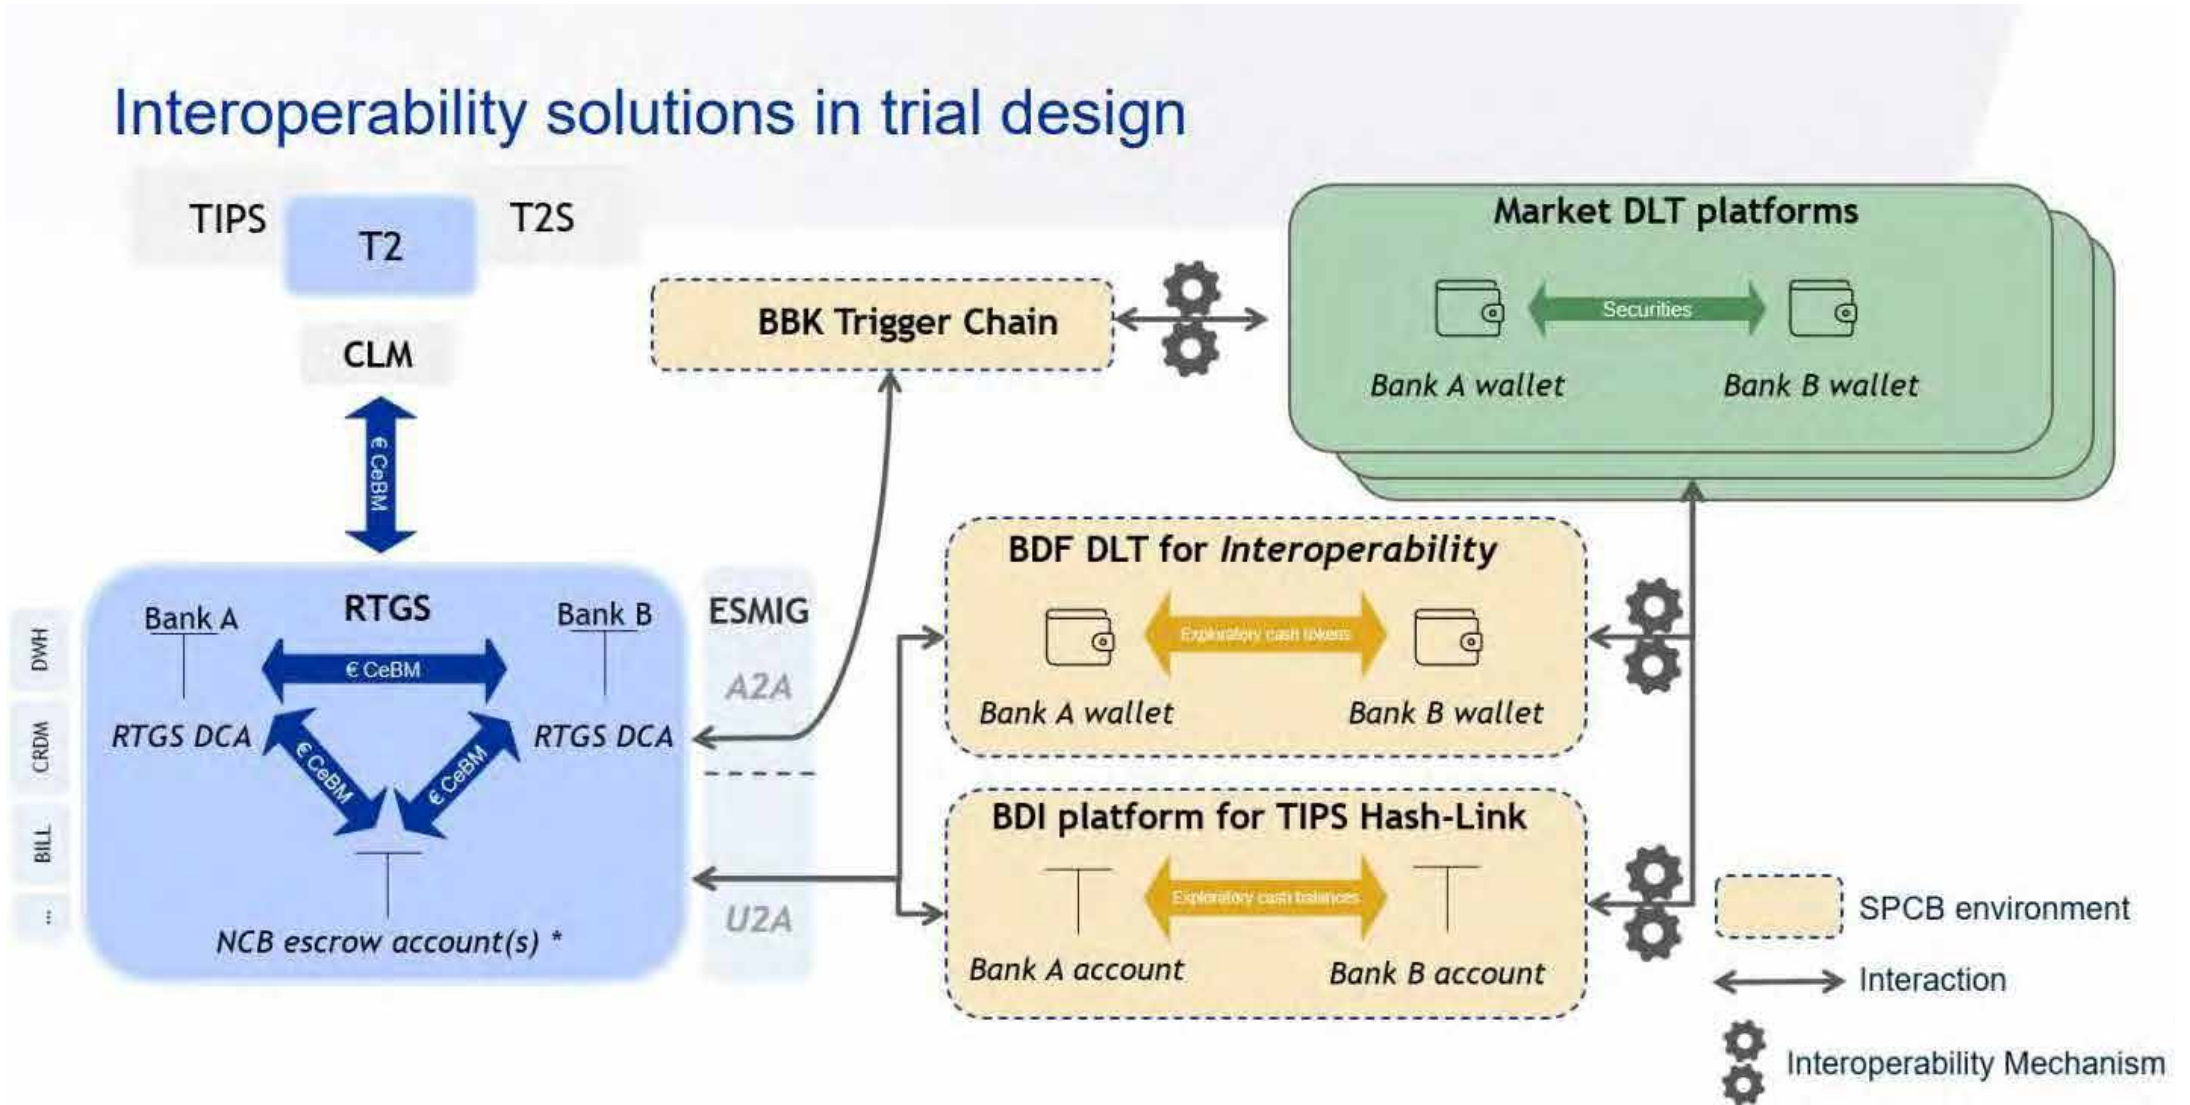 Interoperability solutions in trial design
TIPS
T2
T2S
CLM
€ CeBM
BBK Trigger Chain
Market DLT platforms
Securities
Bank A wallet
Bank B wallet
DWH
CRDM
BILL
...
Bank A
RTGS
Bank B
€ CeBM
RTGS DCA
RTGS DCA
€ CeBM
€ CeBM
NCB escrow account(s) *
ESMIG
A2A
U2A
BDF DLT for Interoperability
Exploratory cash tokens
Bank A wallet
Bank B wallet
BDI platform for TIPS Hash-Link
Exploratory cash balances
Bank A account
Bank B account
SPCB environment
Interaction
Interoperability Mechanism